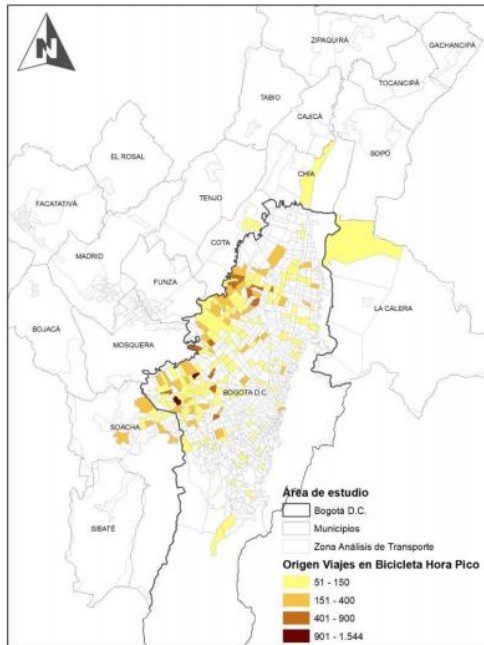 N
ZIPAQUIRÁ
GACHANCIPÁ
TOCANCIPÁ
TABIO
CAJICÁ
SOPÓ
EL ROSAL
CHÍA
TENJO
FACATATIVÁ
COTA
MADRID
FUNZA
LA CALERA
BOJACÁ
MOSQUERA
BOGOTÁ D.C.
SOACHA
SIBATÉ
Área de estudio
Bogotá D.C.
Municipios
Zona Análisis de Transporte
Origen Viajes en Bicicleta Hora Pico
51 - 150
151 - 400
401 - 900
901 - 1.544